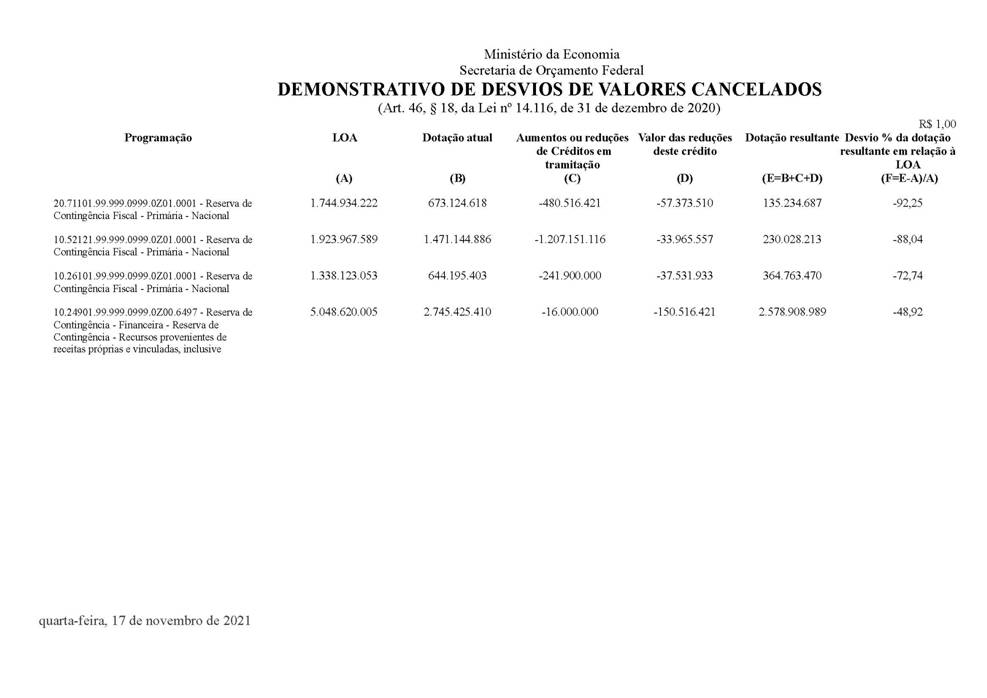 Ministério da Economia
Secretaria de Orçamento Federal
DEMONSTRATIVO DE DESVIOS DE VALORES CANCELADOS
(Art. 46, § 18, da Lei nº 14.116, de 31 de dezembro de 2020)
R$ 1,00
Programação LOA Dotação atual Aumentos ou reduções Valor das reduções Dotação resultante Desvio % da dotação
de Créditos em deste crédito resultante em relação à
tramitação LOA
(A) (B) (C) (D) (E=B+C+D) (F=E-A)/A)
20.71101.99.999.0999.0Z01.0001 - Reserva de 1.744.934.222 673.124.618 -480.516.421 -57.373.510 135.234.687 -92,25
Contingência Fiscal - Primária - Nacional
10.52121.99.999.0999.0Z01.0001 - Reserva de 1.923.967.589 1.471.144.886 -1.207.151.116 -33.965.557 230.028.213 -88,04
Contingência Fiscal - Primária - Nacional
10.26101.99.999.0999.0Z01.0001 - Reserva de 1.338.123.053 644.195.403 -241.900.000 -37.531.933 364.763.470 -72,74
Contingência Fiscal - Primária - Nacional
10.24901.99.999.0999.0Z00.6497 - Reserva de 5.048.620.005 2.745.425.410 -16.000.000 -150.516.421 2.578.908.989 -48,92
Contingência - Financeira - Reserva de
Contingência - Recursos provenientes de
receitas próprias e vinculadas, inclusive
quarta-feira, 17 de novembro de 2021